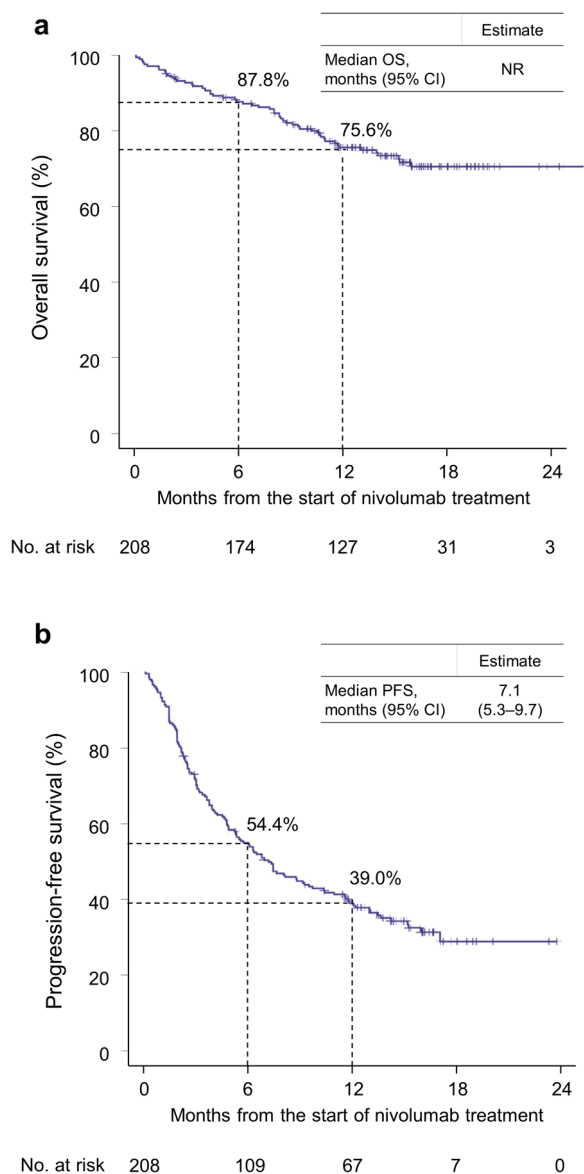 a
Estimate
Median OS,
months (95% CI)
NR
100
80
60
40
20
0
Overall survival (%)
87.8%
75.6%
0 6 12 18 24
Months from the start of nivolumab treatment
No. at risk 208 174 127 31 3
b
Estimate
Median PFS,
months (95% CI)
7.1
(5.3–9.7)
100
80
60
40
20
0
Progression-free survival (%)
54.4%
39.0%
0 6 12 18 24
Months from the start of nivolumab treatment
No. at risk 208 109 67 7 0